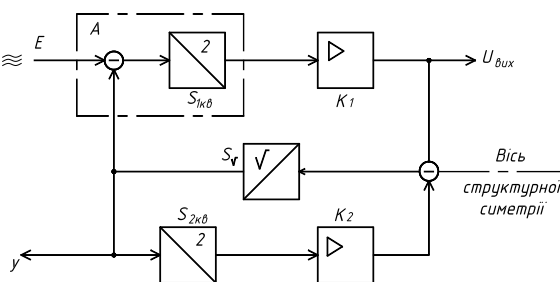 E
A
2
S1кв
K1
Uвих
S√
√
Вісь
структурної
симетрії
S2кв
2
K2
y